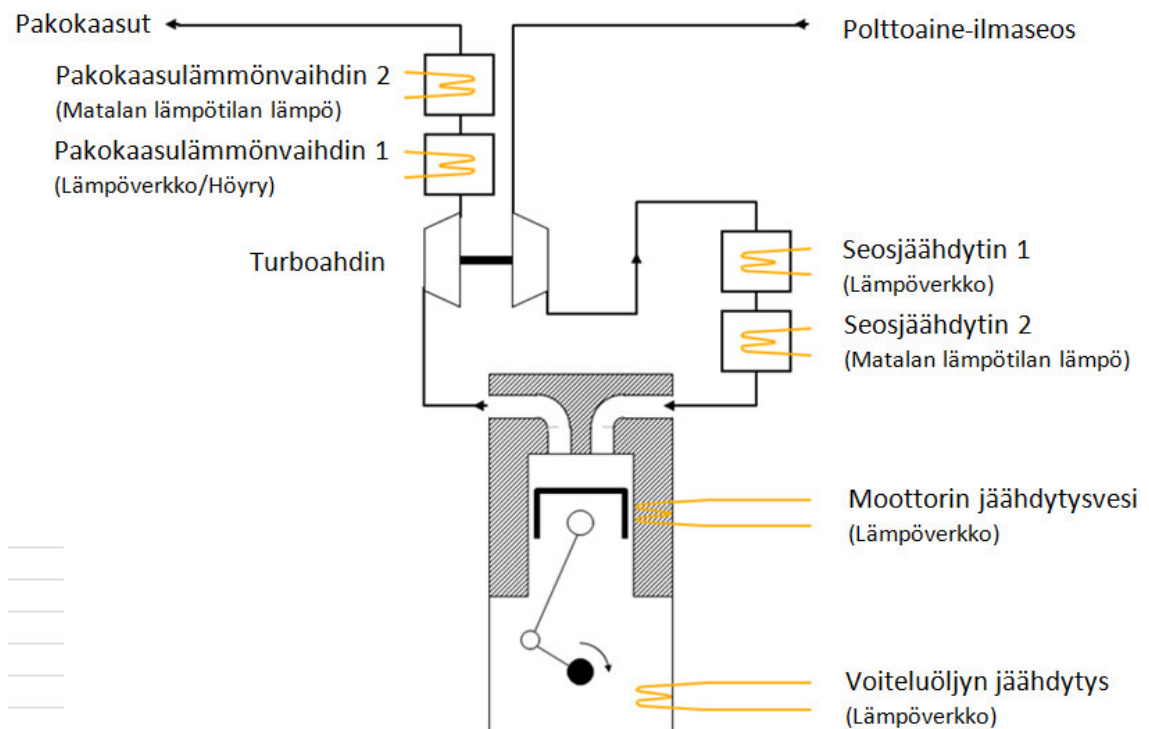 Pakokaasut
Polttoaine-ilmaseos
Pakokaasulämmönvaihdin 2
(Matalan lämpötilan lämpö)
Pakokaasulämmönvaihdin 1
(Lämpöverkko/Höyry)
Turboahdin
Seosjäähdytin 1
(Lämpöverkko)
Seosjäähdytin 2
(Matalan lämpötilan lämpö)
Moottorin jäähdytysvesi
(Lämpöverkko)
Voiteluöljyn jäähdytys
(Lämpöverkko)